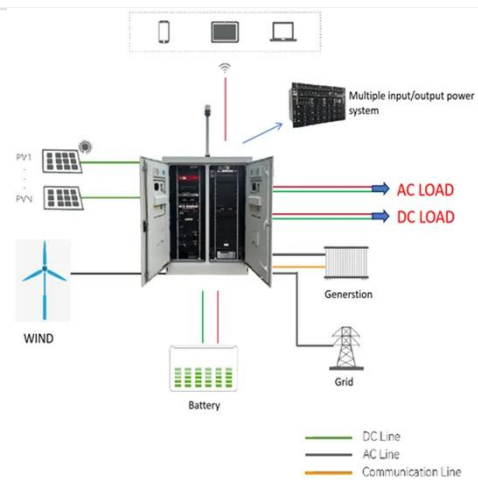 Multiple input/output power
system
PV1
PVN
AC LOAD
DC LOAD
WIND
Generstion
Grid
Battery
DC Line
AC Line
Communication Line